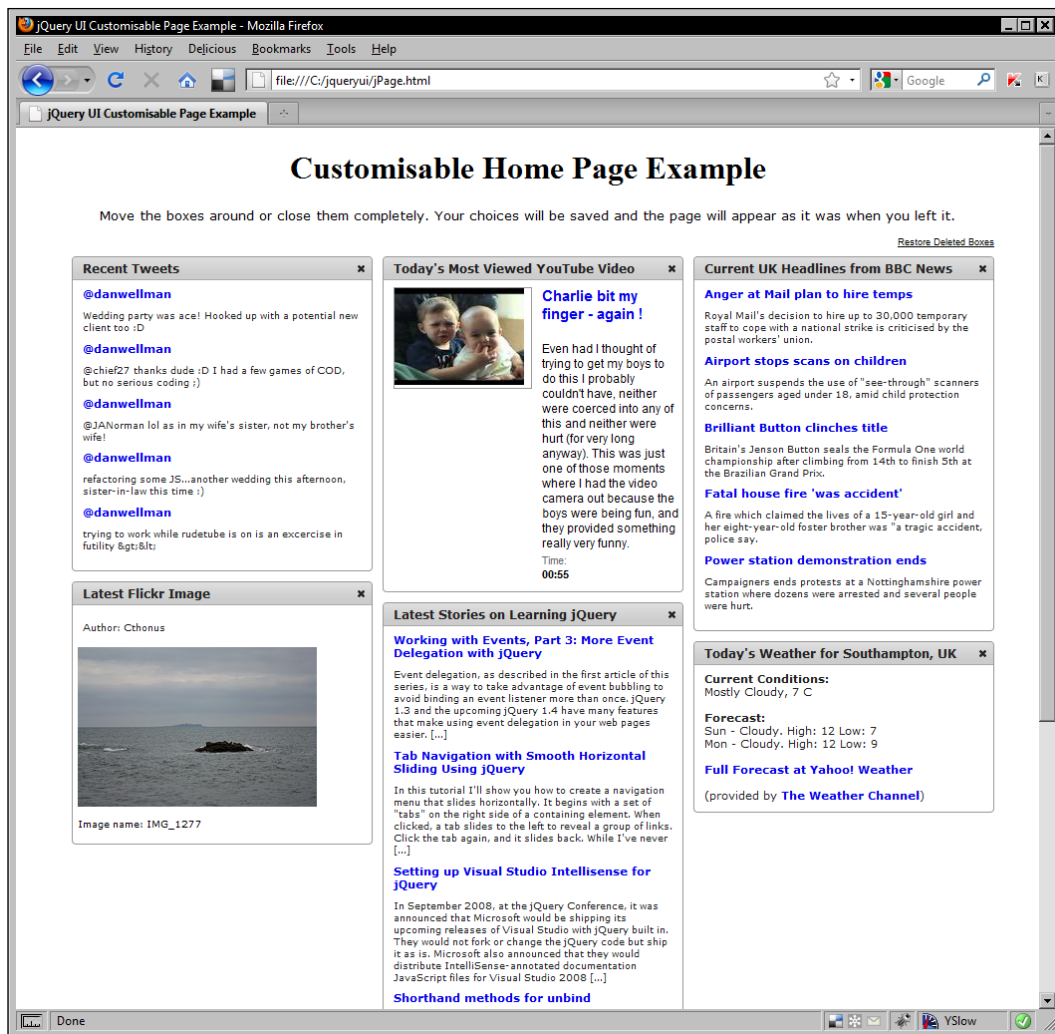 jQuery UI Customisable Page Example - Mozilla Firefox
File Edit View History Delicious Bookmarks Tools Help
file:///C:/jqueryui/jPage.html
Google
K
jQuery UI Customisable Page Example
Customisable Home Page Example
Move the boxes around or close them completely. Your choices will be saved and the page will appear as it was when you left it.
Restore Deleted Boxes
Recent Tweets
@danwellman
Wedding party was ace! Hooked up with a potential new
client too :D
@danwellman
@chief27 thanks dude :D I had a few games of COD,
but no serious coding ;)
@danwellman
@JANorman lol as in my wife's sister, not my brother's
wife!
@danwellman
refactoring some JS...another wedding this afternoon,
sister-in-law this time :)
@danwellman
trying to work while rudetube is on is an excercise in
futility &gt;&lt;
Latest Flickr Image
Author: Cthonus
Image name: IMG_1277
Today's Most Viewed YouTube Video
Charlie bit my
finger - again !
Even had I thought of
trying to get my boys to
do this I probably
couldn't have, neither
were coerced into any of
this and neither were
hurt (for very long
anyway). This was just
one of those moments
where I had the video
camera out because the
boys were being fun, and
they provided something
really very funny.
Time:
00:55
Latest Stories on Learning jQuery
Working with Events, Part 3: More Event
Delegation with jQuery
Event delegation, as described in the first article of this
series, is a way to take advantage of event bubbling to
avoid binding an event listener more than once. jQuery
1.3 and the upcoming jQuery 1.4 have many features
that make using event delegation in your web pages
easier. [...]
Tab Navigation with Smooth Horizontal
Sliding Using jQuery
In this tutorial I'll show you how to create a navigation
menu that slides horizontally. It begins with a set of
"tabs" on the right side of a containing element. When
clicked, a tab slides to the left to reveal a group of links.
Click the tab again, and it slides back. While I've never
[...]
Setting up Visual Studio Intellisense for
jQuery
In September 2008, at the jQuery Conference, it was
announced that Microsoft would be shipping its
upcoming releases of Visual Studio with jQuery built in.
They would not fork or change the jQuery code but ship
it as is. Microsoft also announced that they would
distribute IntelliSense-annotated documentation
JavaScript files for Visual Studio 2008 [...]
Shorthand methods for unbind
Current UK Headlines from BBC News
Anger at Mail plan to hire temps
Royal Mail's decision to hire up to 30,000 temporary
staff to cope with a national strike is criticised by the
postal workers' union.
Airport stops scans on children
An airport suspends the use of "see-through" scanners
of passengers aged under 18, amid child protection
concerns.
Brilliant Button clinches title
Britain's Jenson Button seals the Formula One world
championship after climbing from 14th to finish 5th at
the Brazilian Grand Prix.
Fatal house fire 'was accident'
A fire which claimed the lives of a 15-year-old girl and
her eight-year-old foster brother was "a tragic accident,
police say.
Power station demonstration ends
Campaigners ends protests at a Nottinghamshire power
station where dozens were arrested and several people
were hurt.
Today's Weather for Southampton, UK
Current Conditions:
Mostly Cloudy, 7 C
Forecast:
Sun - Cloudy. High: 12 Low: 7
Mon - Cloudy. High: 12 Low: 9
Full Forecast at Yahoo! Weather
(provided by The Weather Channel)
Done
YSlow